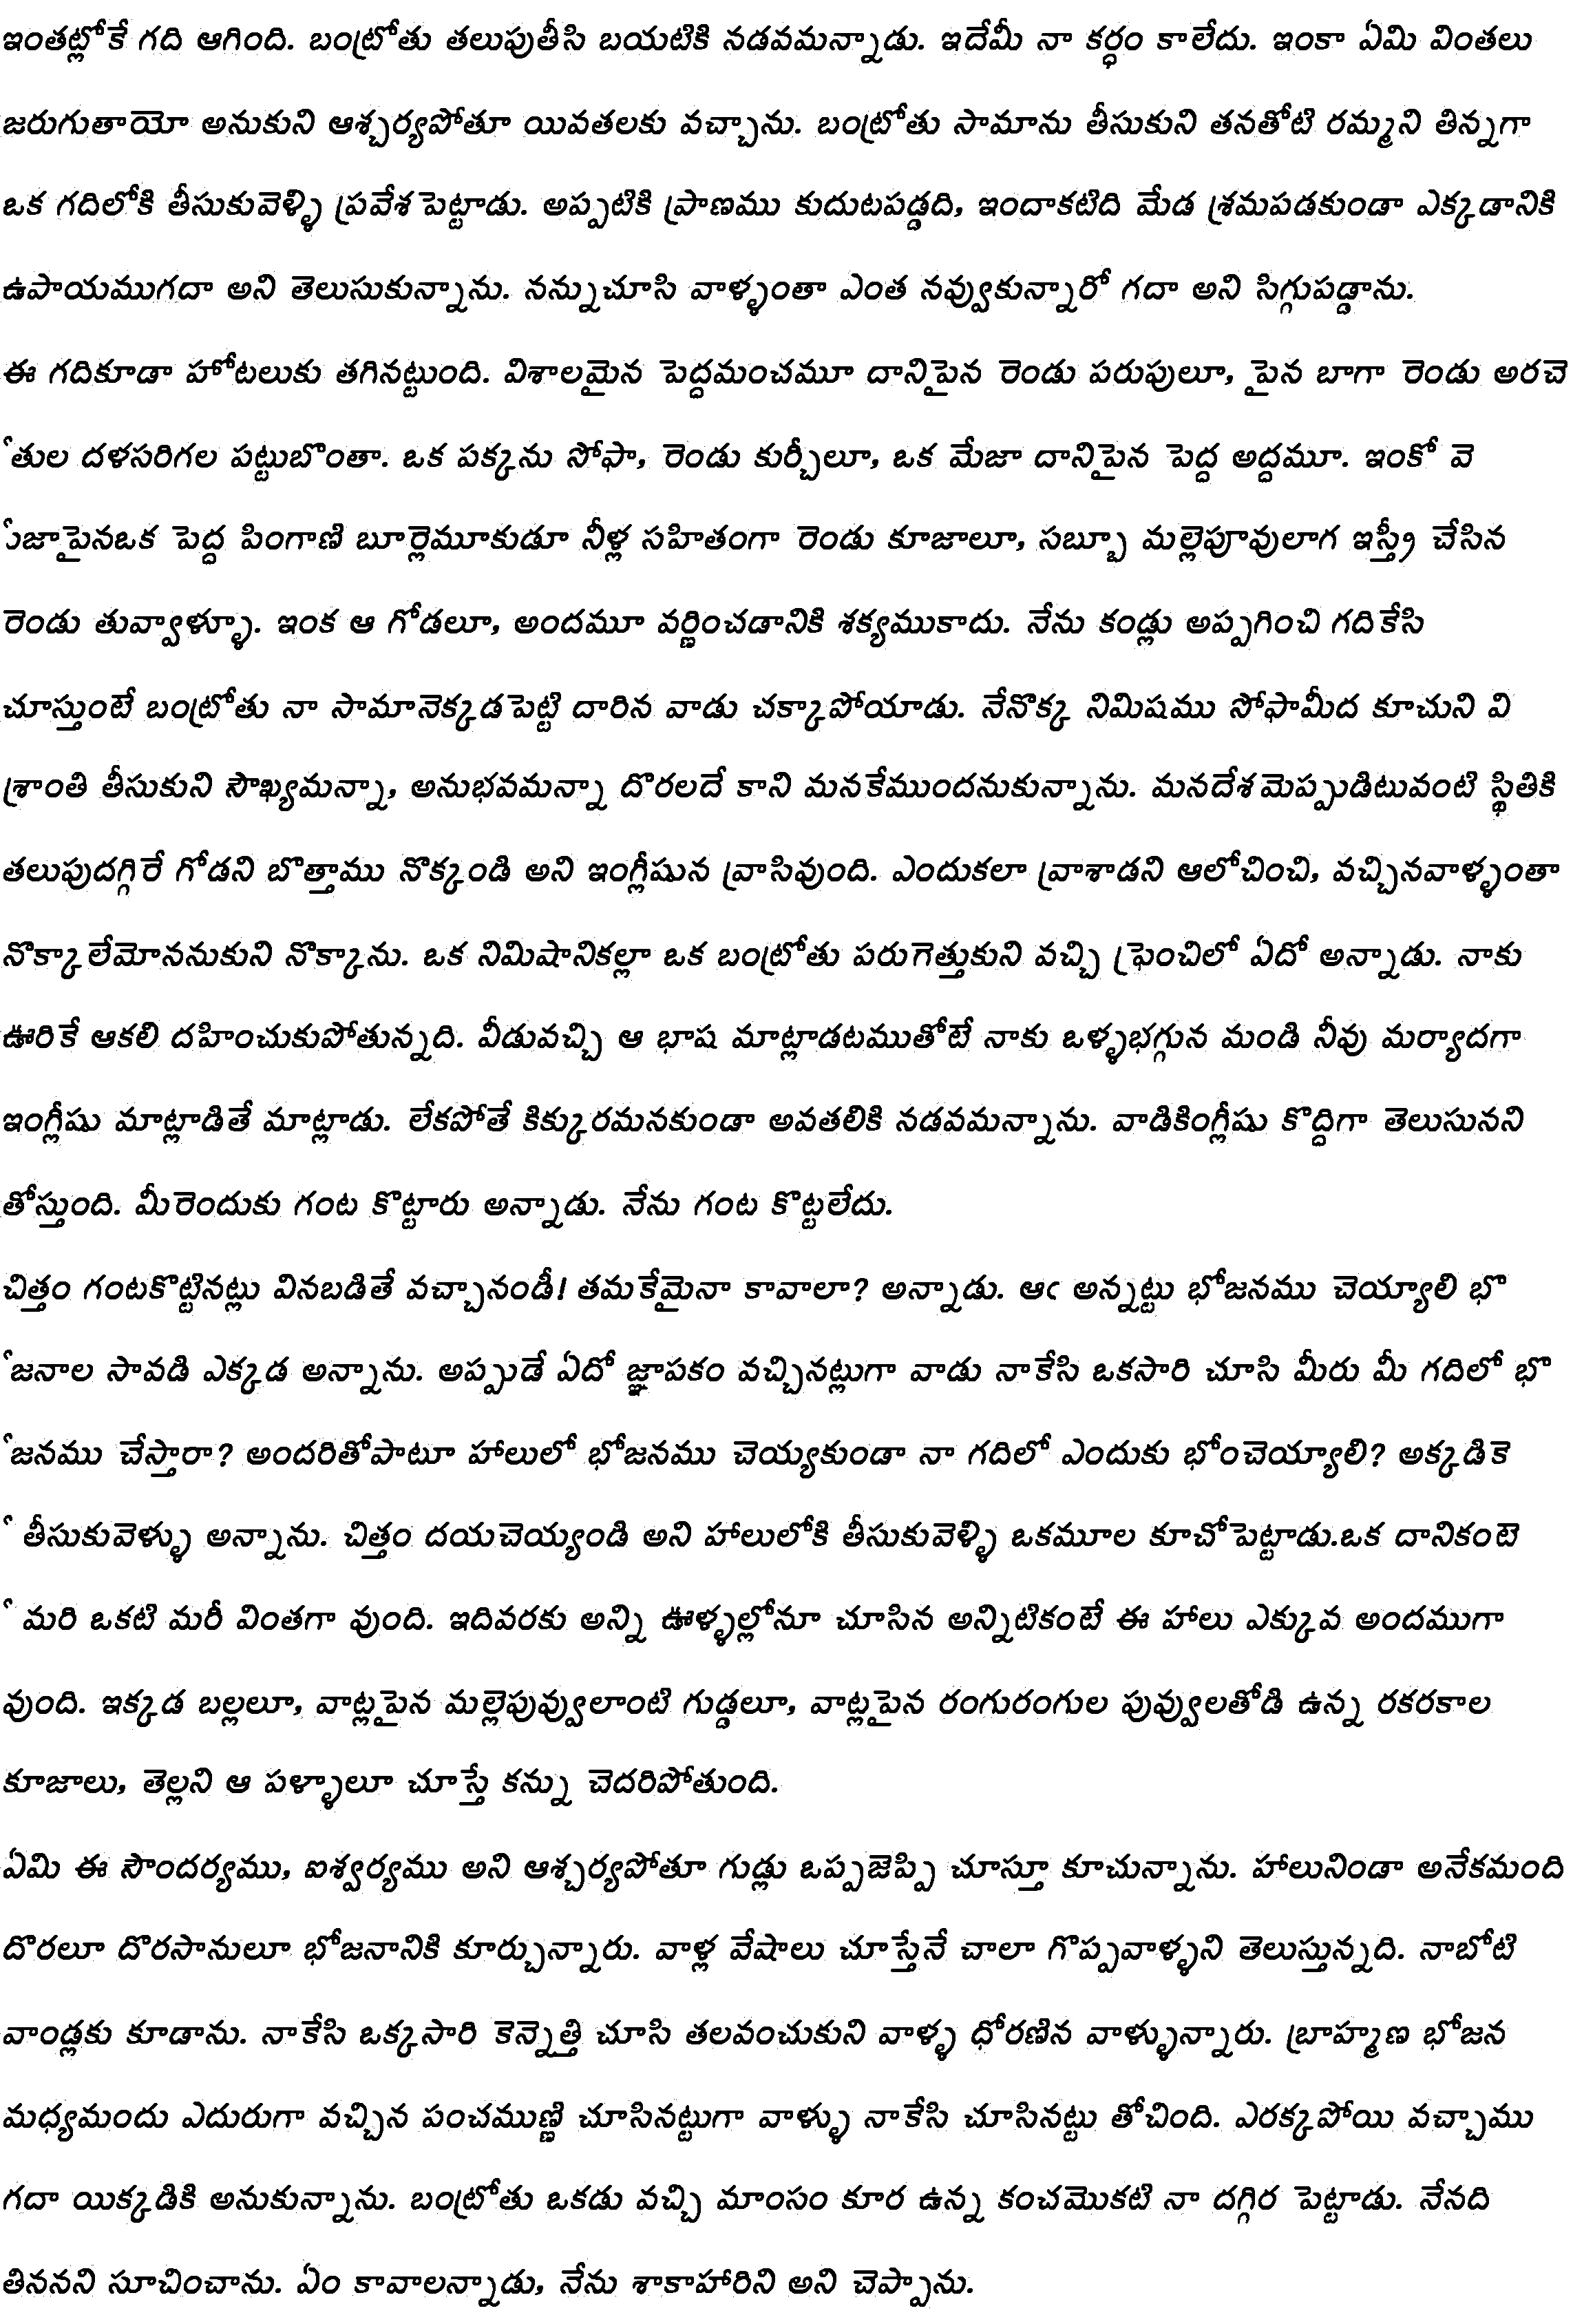 ఇంతట్లోకే గది ఆగింది. బంట్రోతు తలుపుతీసి బయటికి నడవమన్నాడు. ఇదేమీ నా కర్ధం కాలేదు. ఇంకా ఏమి వింతలు
జరుగుతాయో అనుకుని ఆశ్చర్యపోతూ యివతలకు వచ్చాను. బంట్రోతు సామాను తీసుకుని తనతోటి రమ్మని తిన్నగా
ఒక గదిలోకి తీసుకువెళ్ళి ప్రవేశపెట్టాడు. అప్పటికి ప్రాణము కుదుటపడ్డది, ఇందాకటిది మేడ శ్రమపడకుండా ఎక్కడానికి
ఉపాయముగదా అని తెలుసుకున్నాను. నన్నుచూసి వాళ్ళంతా ఎంత నవ్వుకున్నారో గదా అని సిగ్గుపడ్డాను.
ఈ గదికూడా హోటలుకు తగినట్టుంది. విశాలమైన పెద్దమంచమూ దానిపైన రెండు పరుపులూ, పైన బాగా రెండు అరచె
ేతుల దళసరిగల పట్టుబొంతా. ఒక పక్కను సోఫా, రెండు కుర్చీలూ, ఒక మేజా దానిపైన పెద్ద అద్దమూ. ఇంకో వె
ేుజాపైనఒక పెద్ద పింగాణి బూర్లెమూకుడూ నీళ్ల సహితంగా రెండు కూజాలూ, సబ్బూ మల్లెపూవులాగ ఇస్త్రీ చేసిన
రెండు తువ్వాళ్ళూ. ఇంక ఆ గోడలూ, అందమూ వర్ణించడానికి శక్యముకాదు. నేను కండ్లు అప్పగించి గదికేసి
చూస్తుంటే బంట్రోతు నా సామానెక్కడపెట్టి దారిన వాడు చక్కాపోయాడు. నేనొక్క నిమిషము సోఫామీద కూచుని వి
శ్రాంతి తీసుకుని సౌఖ్యమన్నా, అనుభవమన్నా దొరలదే కాని మనకేముందనుకున్నాను. మనదేశమెప్పుడిటువంటి స్థితికి
తలుపుదగ్గిరే గోడని బొత్తాము నొక్కండి అని ఇంగ్లీషున వ్రాసివుంది. ఎందుకలా వ్రాశాడని ఆలోచించి, వచ్చినవాళ్ళంతా
నొక్కాలేమోననుకుని నొక్కాను. ఒక నిమిషానికల్లా ఒక బంట్రోతు పరుగెత్తుకుని వచ్చి ఫ్రెంచిలో ఏదో అన్నాడు. నాకు
ఊరికే ఆకలి దహించుకుపోతున్నది. వీడువచ్చి ఆ భాష మాట్లాడటముతోటే నాకు ఒళ్ళుభగ్గున మండి నీవు మర్యాదగా
ఇంగ్లీషు మాట్లాడితే మాట్లాడు. లేకపోతే కిక్కురమనకుండా అవతలికి నడవమన్నాను. వాడికింగ్లీషు కొద్దిగా తెలుసునని
తోస్తుంది. మీరెందుకు గంట కొట్టారు అన్నాడు. నేను గంట కొట్టలేదు.
చిత్తం గంటకొట్టినట్లు వినబడితే వచ్చానండీ! తమకేమైనా కావాలా? అన్నాడు. ఆఁ అన్నట్టు భోజనము చెయ్యాలి భొ
ేజనాల సావడి ఎక్కడ అన్నాను. అప్పుడే ఏదో జ్ఞాపకం వచ్చినట్లుగా వాడు నాకేసి ఒకసారి చూసి మీరు మీ గదిలో భొ
ేజనము చేస్తారా? అందరితోపాటూ హాలులో భోజనము చెయ్యకుండా నా గదిలో ఎందుకు భోంచెయ్యాలి? అక్కడికె
ే తీసుకువెళ్ళు అన్నాను. చిత్తం దయచెయ్యండి అని హాలులోకి తీసుకువెళ్ళి ఒకమూల కూచోపెట్టాడు.ఒక దానికంటె
ే మరి ఒకటి మరీ వింతగా వుంది. ఇదివరకు అన్ని ఊళ్ళల్లోనూ చూసిన అన్నిటికంటే ఈ హాలు ఎక్కువ అందముగా
వుంది. ఇక్కడ బల్లలూ, వాట్లపైన మల్లెపువ్వులాంటి గుడ్డలూ, వాట్లపైన రంగురంగుల పువ్వులతోడి ఉన్న రకరకాల
కూజాలు, తెల్లని ఆ పళ్ళాలూ చూస్తే కన్ను చెదరిపోతుంది.
ఏమి ఈ సౌందర్యము, ఐశ్వర్యము అని ఆశ్చర్యపోతూ గుడ్లు ఒప్పజెప్పి చూస్తూ కూచున్నాను. హాలునిండా అనేకమంది
దొరలూ దొరసానులూ భోజనానికి కూర్చున్నారు. వాళ్ల వేషాలు చూస్తేనే చాలా గొప్పవాళ్ళని తెలుస్తున్నది. నాబోటి
వాండ్లకు కూడాను. నాకేసి ఒక్కసారి కెన్నెత్తి చూసి తలవంచుకుని వాళ్ళ ధోరణిన వాళ్ళున్నారు. బ్రాహ్మణ భోజన
మధ్యమందు ఎదురుగా వచ్చిన పంచముణ్ణి చూసినట్టుగా వాళ్ళు నాకేసి చూసినట్టు తోచింది. ఎరక్కపోయి వచ్చాము
గదా యిక్కడికి అనుకున్నాను. బంట్రోతు ఒకడు వచ్చి మాంసం కూర ఉన్న కంచమొకటి నా దగ్గిర పెట్టాడు. నేనది
తిననని సూచించాను. ఏం కావాలన్నాడు, నేను శాకాహారిని అని చెప్పాను.